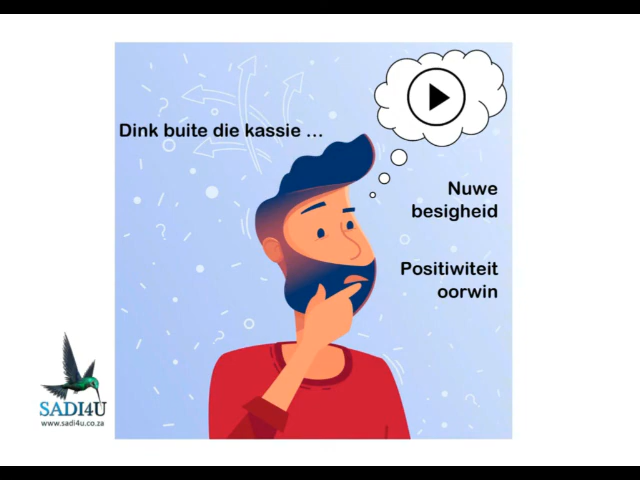 Dink buite die kassie ...
Nuwe
besigheid
Positiwiteit
oorwin
SADI4U
www.sadi4u.co.za